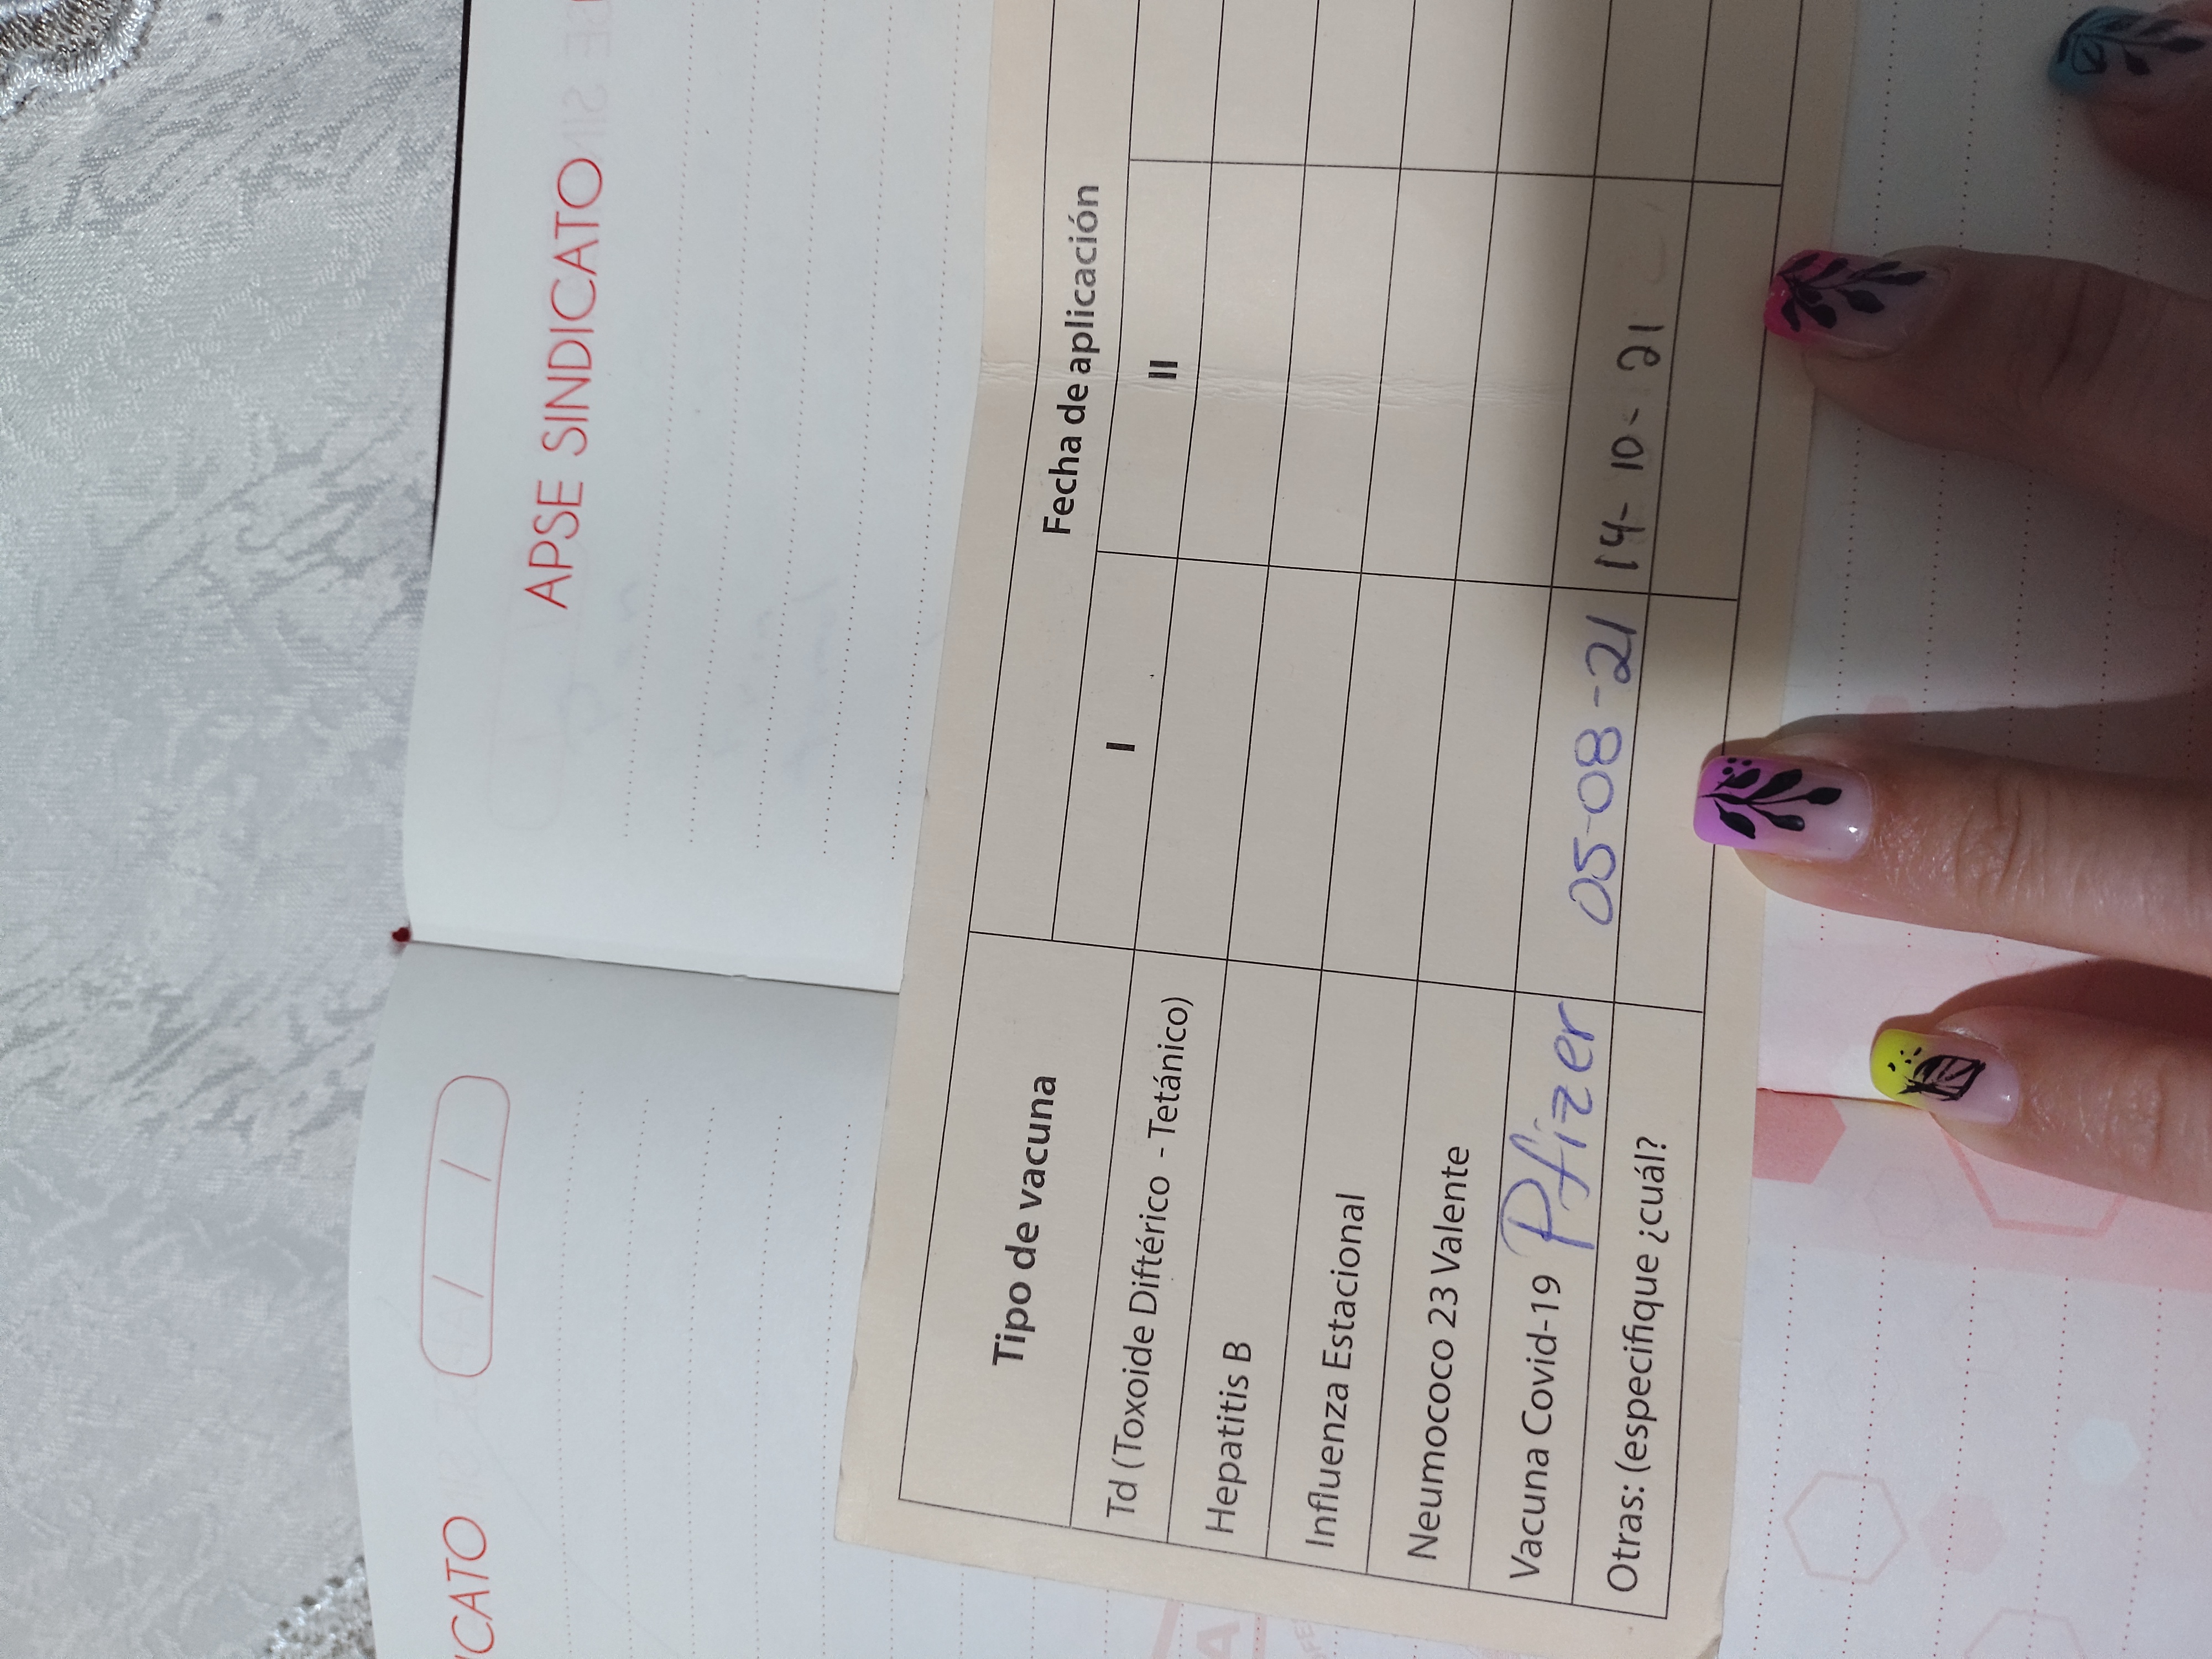 ICATO / /
APSE SINDICATO
Tipo de vacuna
Fecha de aplicación
I II
Td (Toxoide Diftérico - Tetánico)
Hepatitis B
Influenza Estacional
Neumococo 23 Valente
Vacuna Covid-19 Pfizer 05-08-21 14-10-21
Otras: (especifique ¿cuál?